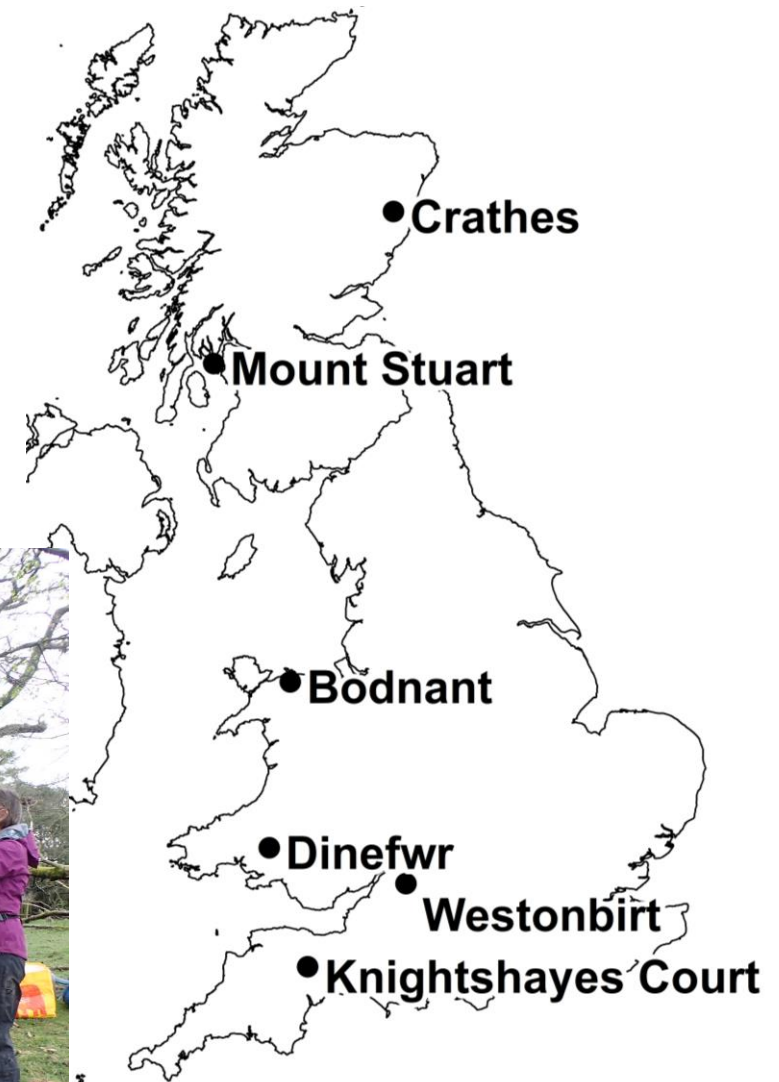 Crathes
Mount Stuart
Bodnant
Dinefwr
Westonbirt
Knightshayes Court